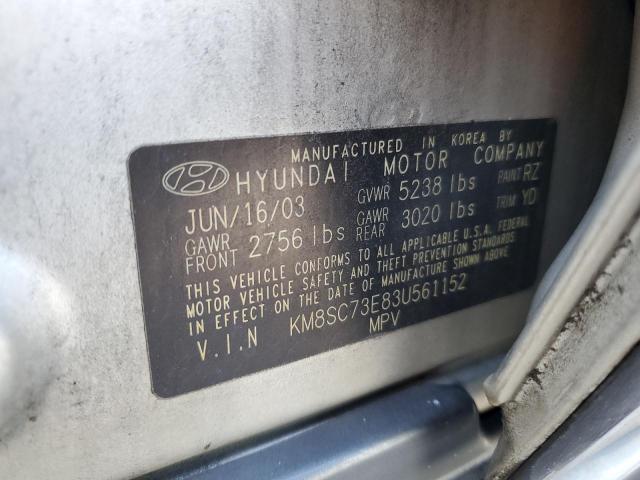 MANUFACTURED IN KOREA BY
HYUNDAI MOTOR COMPANY
JUN/16/03 GVWR 5238 lbs PAINT RZ
GAWR FRONT 2756 lbs GAWR REAR 3020 lbs TRIM YD
THIS VEHICLE CONFORMS TO ALL APPLICABLE U.S.A. FEDERAL
MOTOR VEHICLE SAFETY AND THEFT PREVENTION STANDARDS
IN EFFECT ON THE DATE OF MANUFACTURE SHOWN ABOVE.
V.I.N KM8SC73E83U561152
MPV